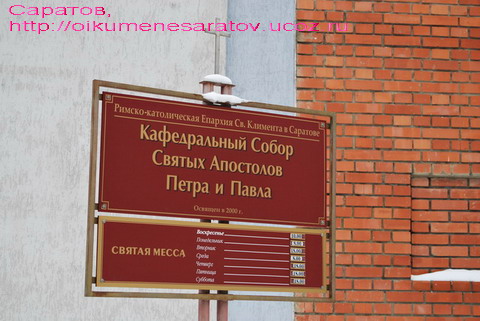 Саратов,
http://oikumenesaratov.ucoz.ru
Римско-католическая Епархия Св. Климента в Саратове
Кафедральный Собор
Святых Апостолов
Петра и Павла
Освящен в 2000 г.
СВЯТАЯ МЕССА
Воскресенье
Понедельник
Вторник
Среда
Четверг
Пятница
Суббота